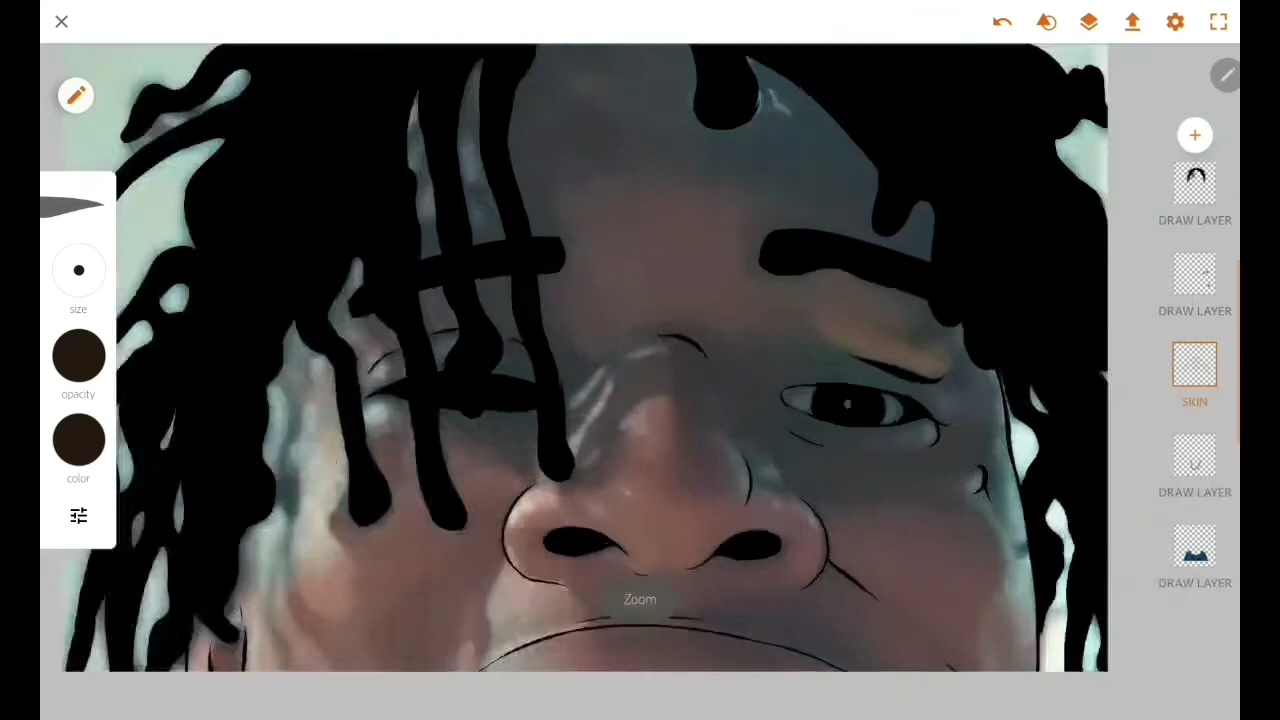 size
opacity
color
Zoom
DRAW LAYER
DRAW LAYER
SKIN
DRAW LAYER
DRAW LAYER